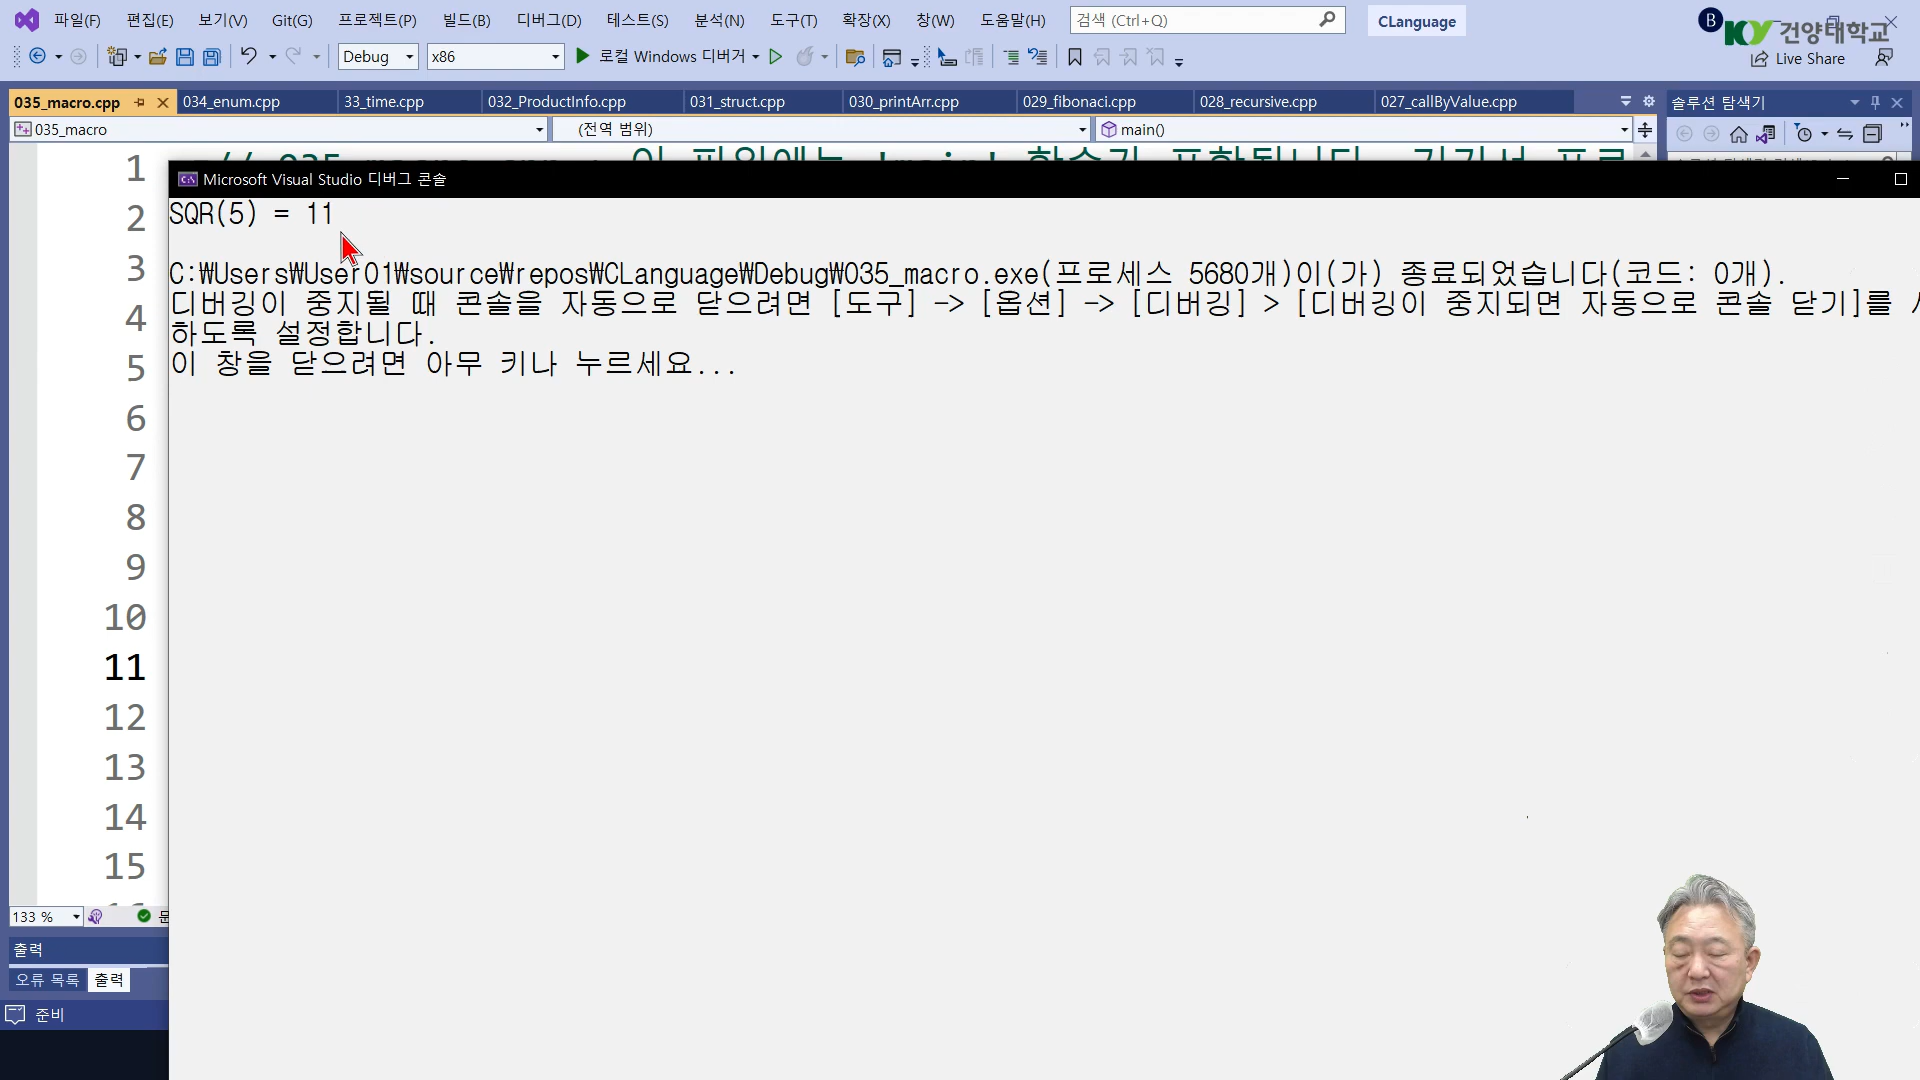 파일(F) 편집(E) 보기(V) Git(G) 프로젝트(P) 빌드(B) 디버그(D) 테스트(S) 분석(N) 도구(T) 확장(X) 창(W) 도움말(H) 검색 (Ctrl+Q) CLanguage B KY 건양대학교
Debug x86 로컬 Windows 디버거 Live Share
035_macro.cpp 034_enum.cpp 33_time.cpp 032_ProductInfo.cpp 031_struct.cpp 030_printArr.cpp 029_fibonaci.cpp 028_recursive.cpp 027_callByValue.cpp 솔루션 탐색기
035_macro (전역 범위) main()
1
Microsoft Visual Studio 디버그 콘솔
2 SQR(5) = 11
3 C:\Users\User01\source\repos\CLanguage\Debug\035_macro.exe(프로세스 5680개)이(가) 종료되었습니다(코드: 0개).
디버깅이 중지될 때 콘솔을 자동으로 닫으려면 [도구] -> [옵션] -> [디버깅] > [디버깅이 중지되면 자동으로 콘솔 닫기]를
4 하도록 설정합니다.
5 이 창을 닫으려면 아무 키나 누르세요...
6
7
8
9
10
11
12
13
14
15
133 %
출력
오류 목록 출력
준비